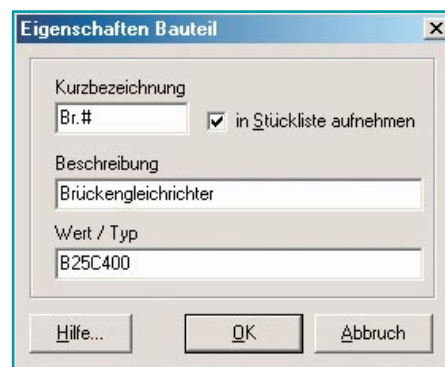 Eigenschaften Bauteil
Kurzbezeichnung
Br.#
in Stückliste aufnehmen
Beschreibung
Brückengleichrichter
Wert / Typ
B25C400
Hilfe... OK Abbruch